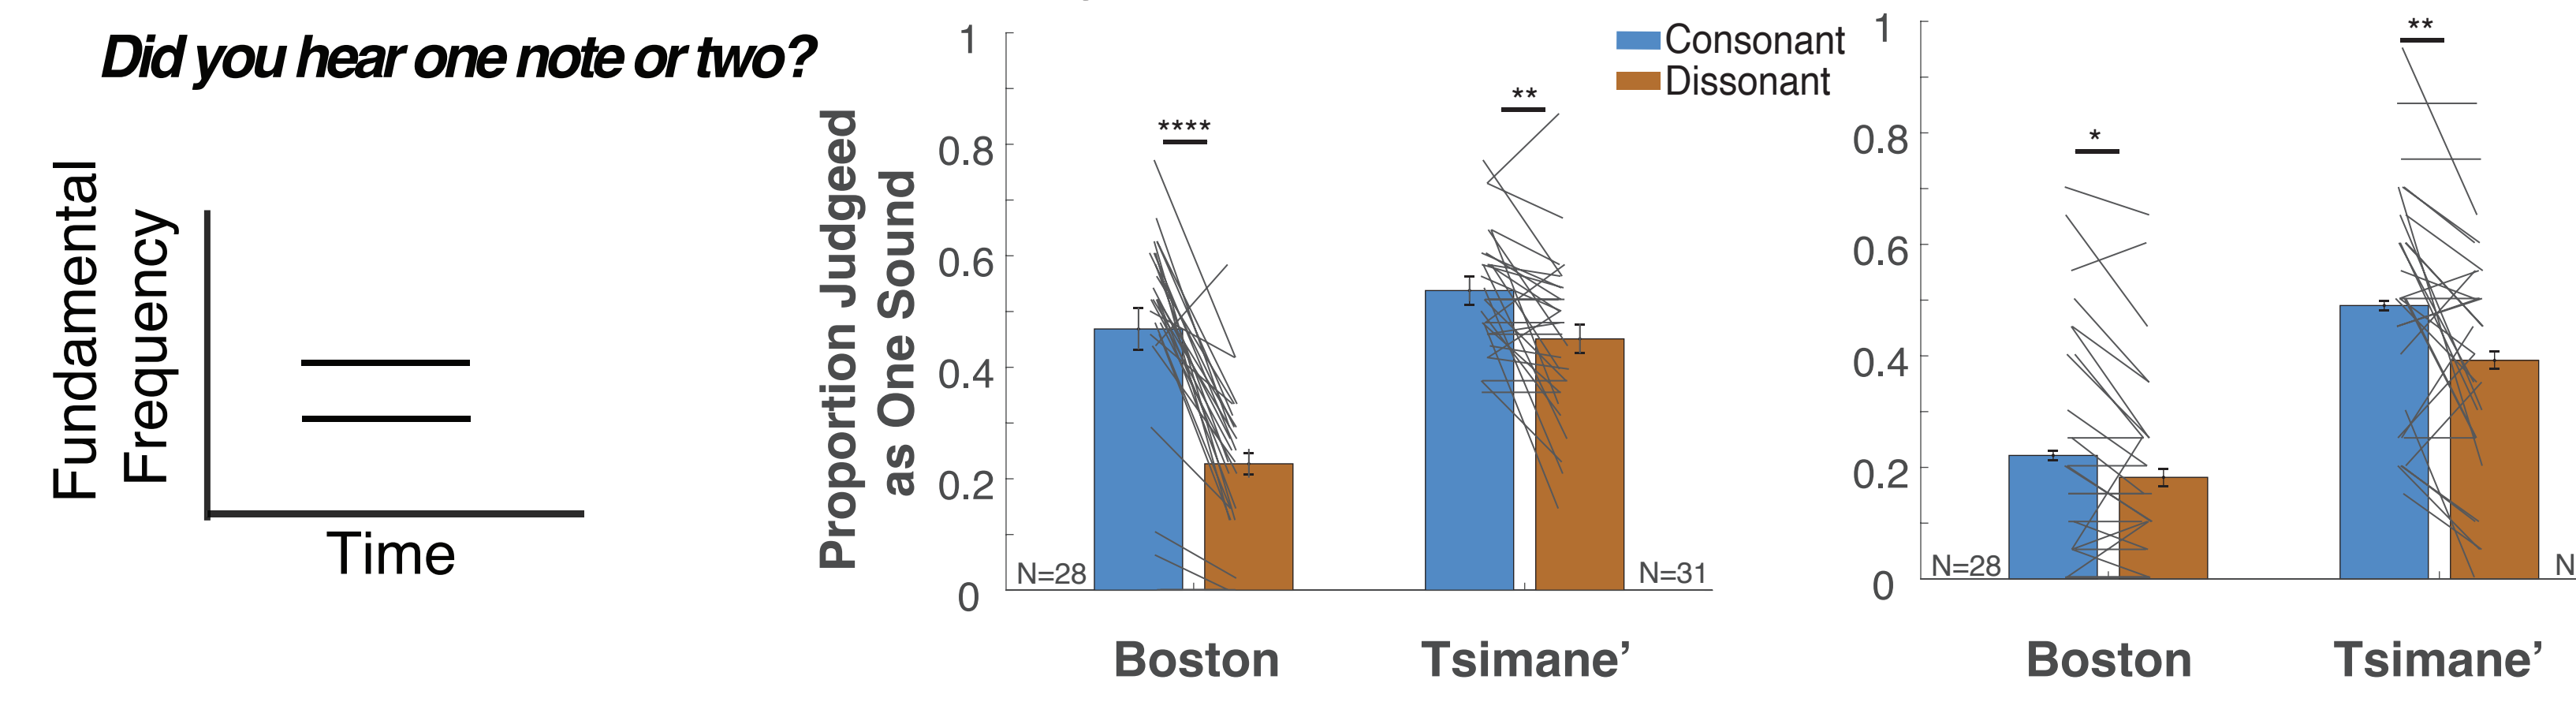 Did you hear one note or two?
Fundamental
Frequency
Time
Proportion Judgeed
as One Sound
1
0.8
0.6
0.4
0.2
0
****
**
Consonant
Dissonant
N=28
N=31
Boston
Tsimane’
1
0.8
0.6
0.4
0.2
0
*
**
N=28
N
Boston
Tsimane’